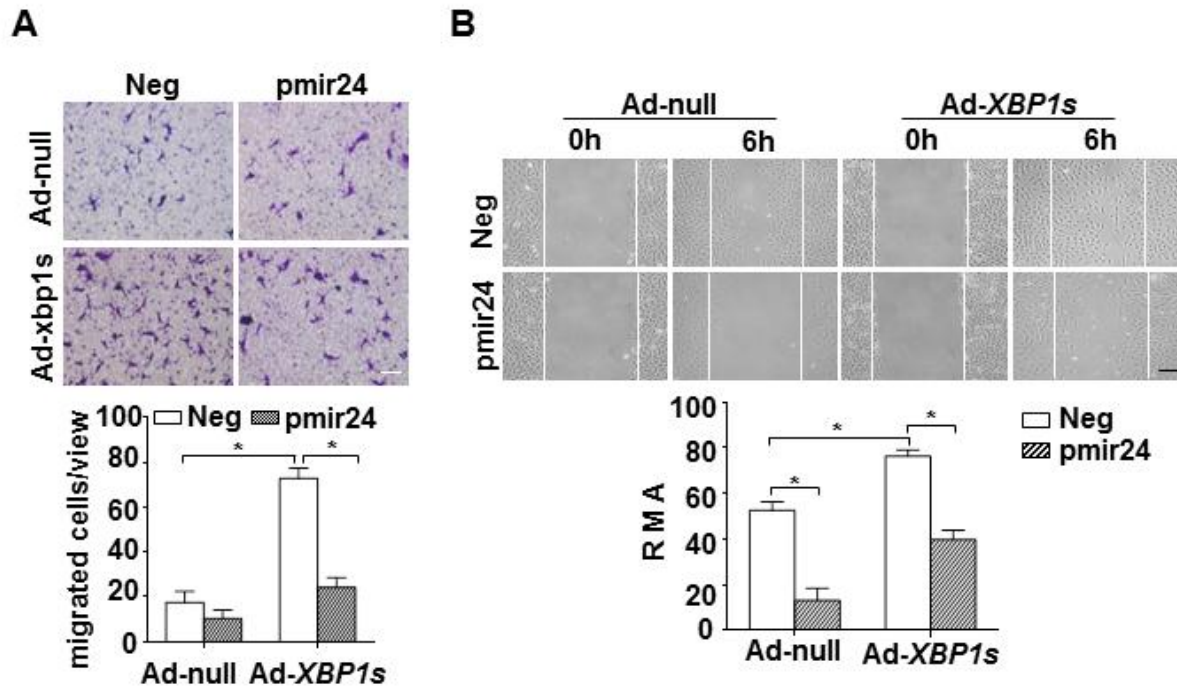 A
Neg pmir24
Ad-null
Ad-xbp1s
100
80
60
40
20
0
migrated cells/view
Neg pmir24
* *
Ad-null Ad-XBP1s
B
Ad-null Ad-XBP1s
0h 6h 0h 6h
Neg
pmir24
100
80
60
40
20
0
R M A
* * *
Neg
pmir24
Ad-null Ad-XBP1s